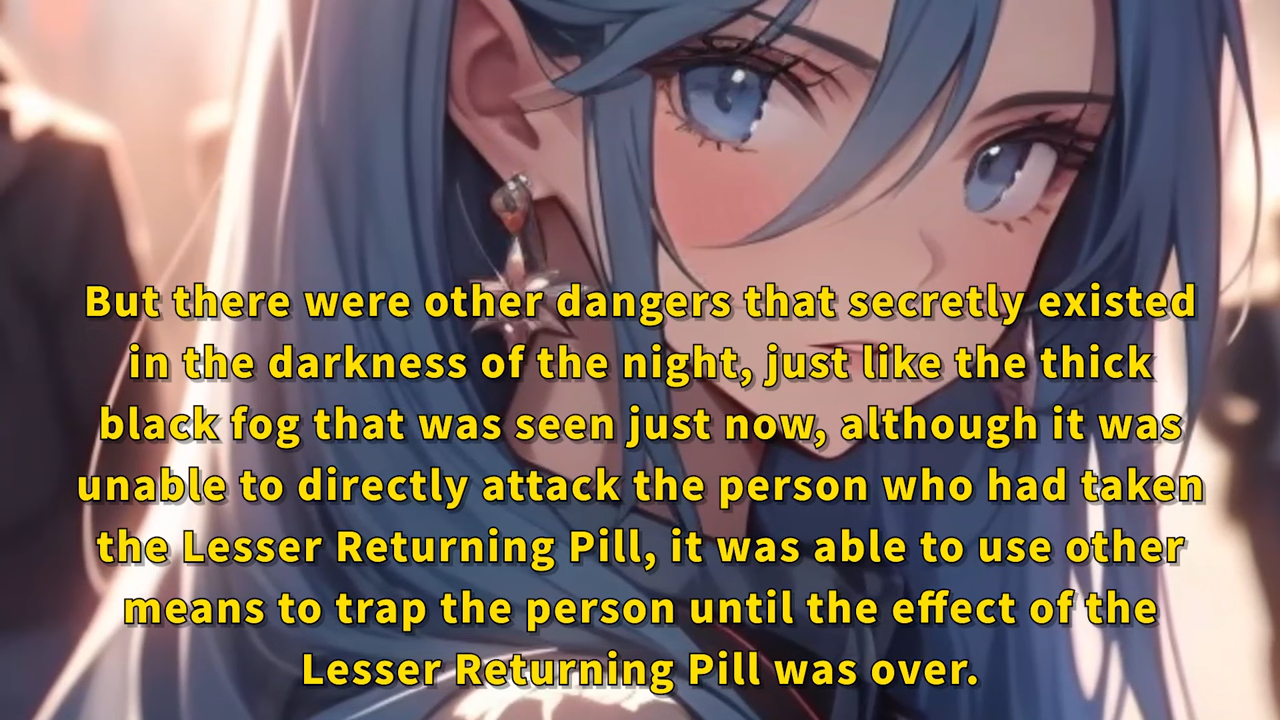 But there were other dangers that secretly existed
in the darkness of the night, just like the thick
black fog that was seen just now, although it was
unable to directly attack the person who had taken
the Lesser Returning Pill, it was able to use other
means to trap the person until the effect of the
Lesser Returning Pill was over.